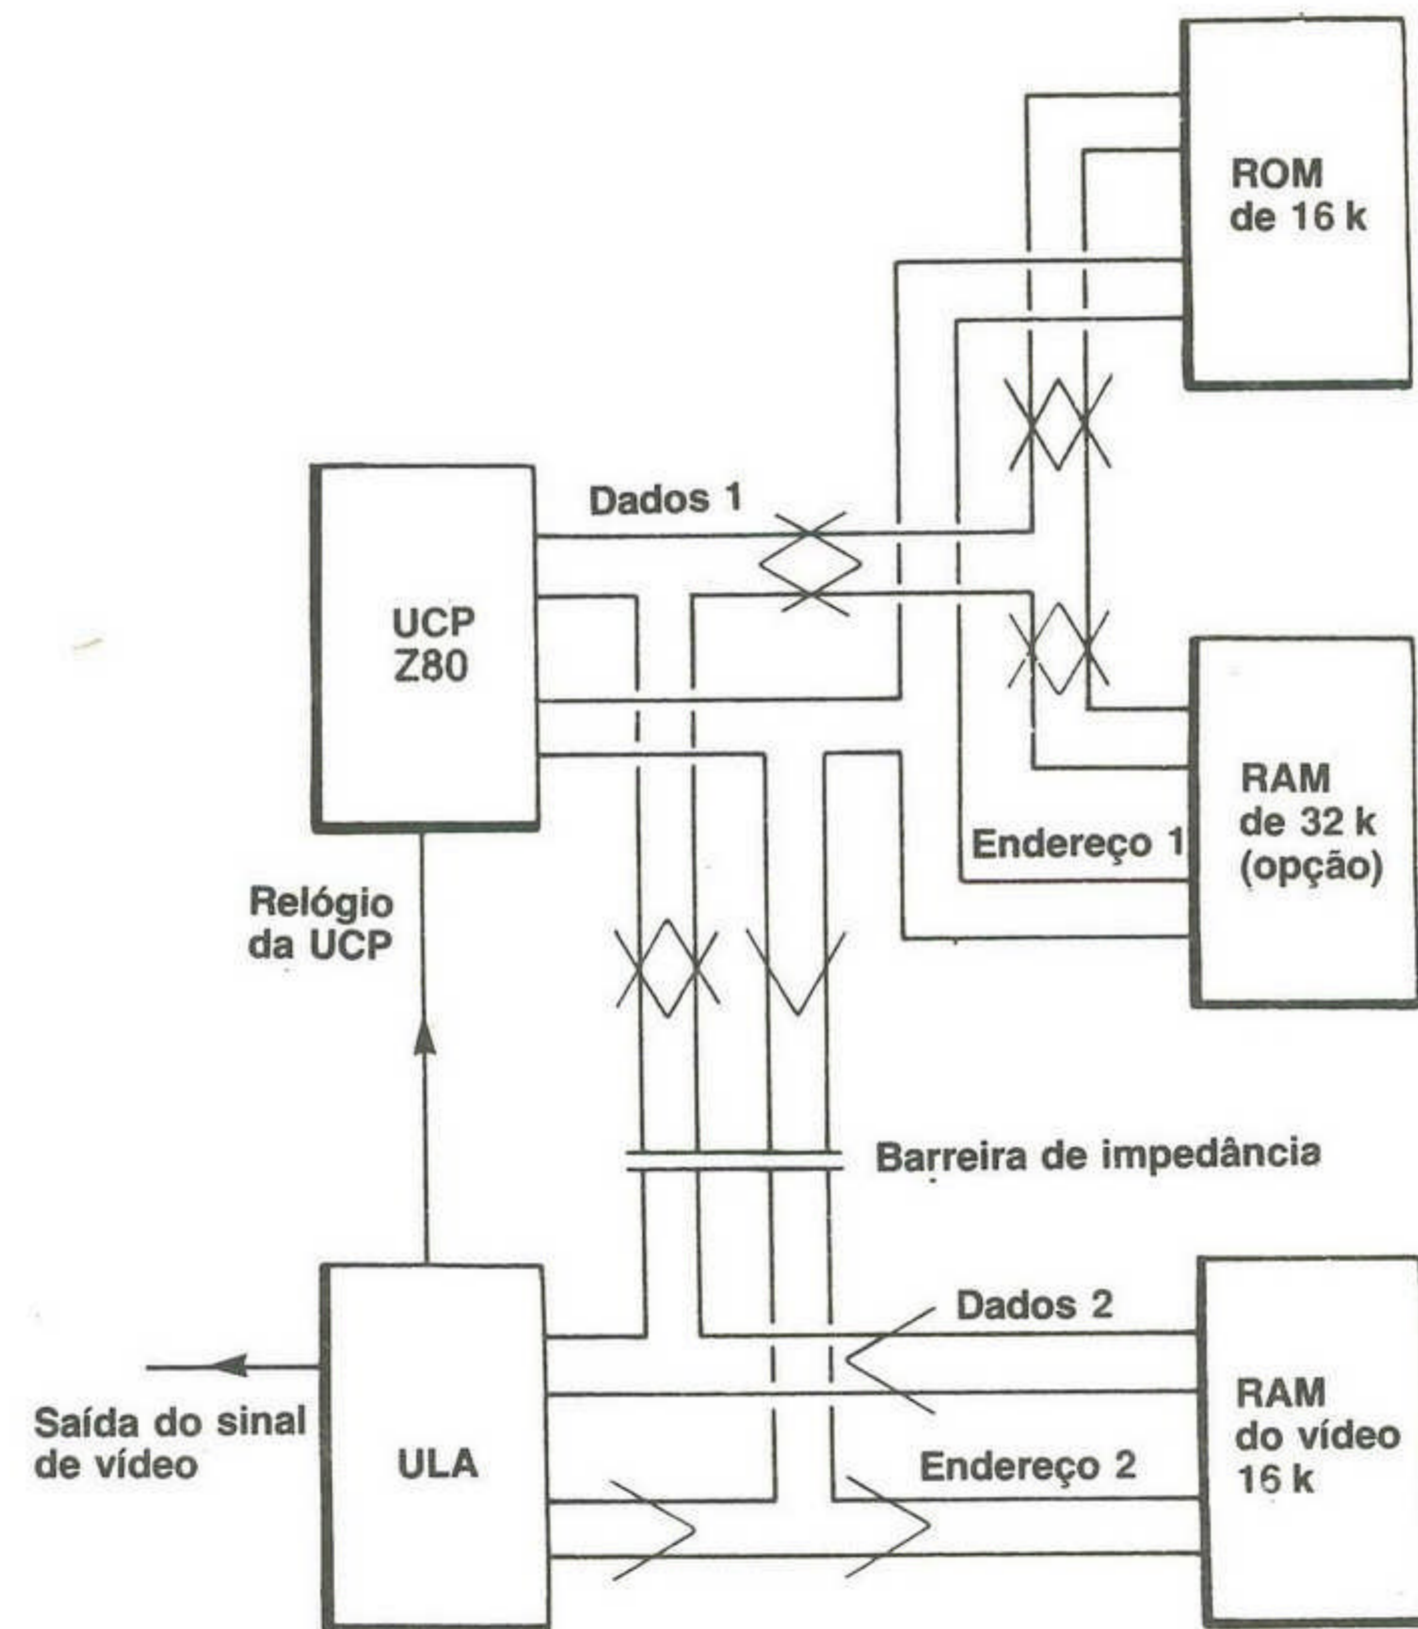 ROM
de 16 k
Dados 1
UCP
Z80
RAM
de 32 k
(opção)
Endereço 1
Relógio
da UCP
Barreira de impedância
Dados 2
Saída do sinal
de vídeo
ULA
Endereço 2
RAM
do vídeo
16 k